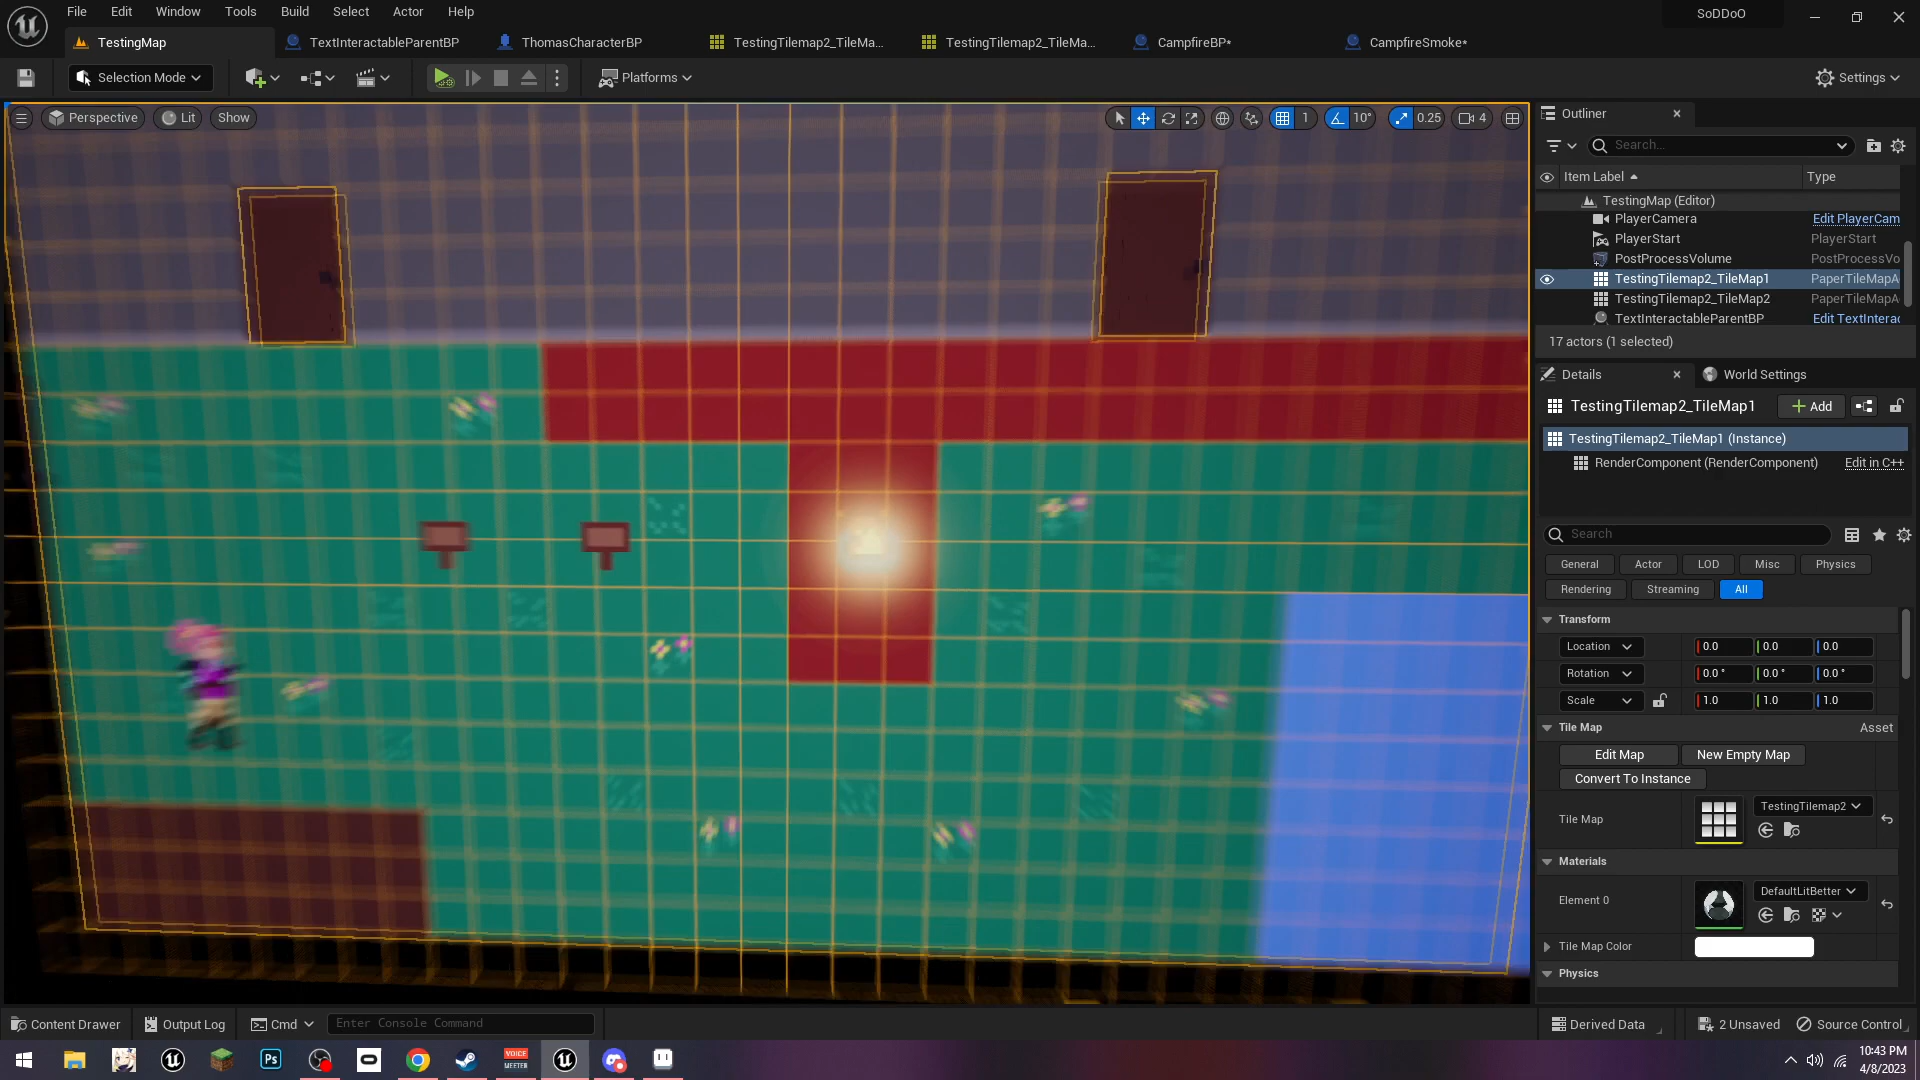 File Edit Window Tools Build Select Actor Help
SoDDoO
TestingMap
TextInteractableParentBP
ThomasCharacterBP
TestingTilemap2_TileMa...
TestingTilemap2_TileMa...
CampfireBP*
CampfireSmoke*
Selection Mode
Platforms
Settings
Perspective
Lit
Show
1
10°
0.25
4
Outliner
Search...
Item Label
Type
TestingMap (Editor)
PlayerCamera
Edit PlayerCam
PlayerStart
PlayerStart
PostProcessVolume
PostProcessVo
TestingTilemap2_TileMap1
PaperTileMapA
TestingTilemap2_TileMap2
PaperTileMapA
TextInteractableParentBP
Edit TextInterac
17 actors (1 selected)
Details
World Settings
TestingTilemap2_TileMap1
Add
TestingTilemap2_TileMap1 (Instance)
RenderComponent (RenderComponent)
Edit in C++
Search
General Actor LOD Misc Physics
Rendering Streaming All
Transform
Location 0.0 0.0 0.0
Rotation 0.0° 0.0° 0.0°
Scale 1.0 1.0 1.0
Tile Map
Asset
Edit Map
New Empty Map
Convert To Instance
Tile Map
TestingTilemap2
Materials
Element 0
DefaultLitBetter
Tile Map Color
Physics
Content Drawer
Output Log
Cmd
Enter Console Command
Derived Data
2 Unsaved
Source Control
Ps
VOICE
MEETER
10:43 PM
4/8/2023